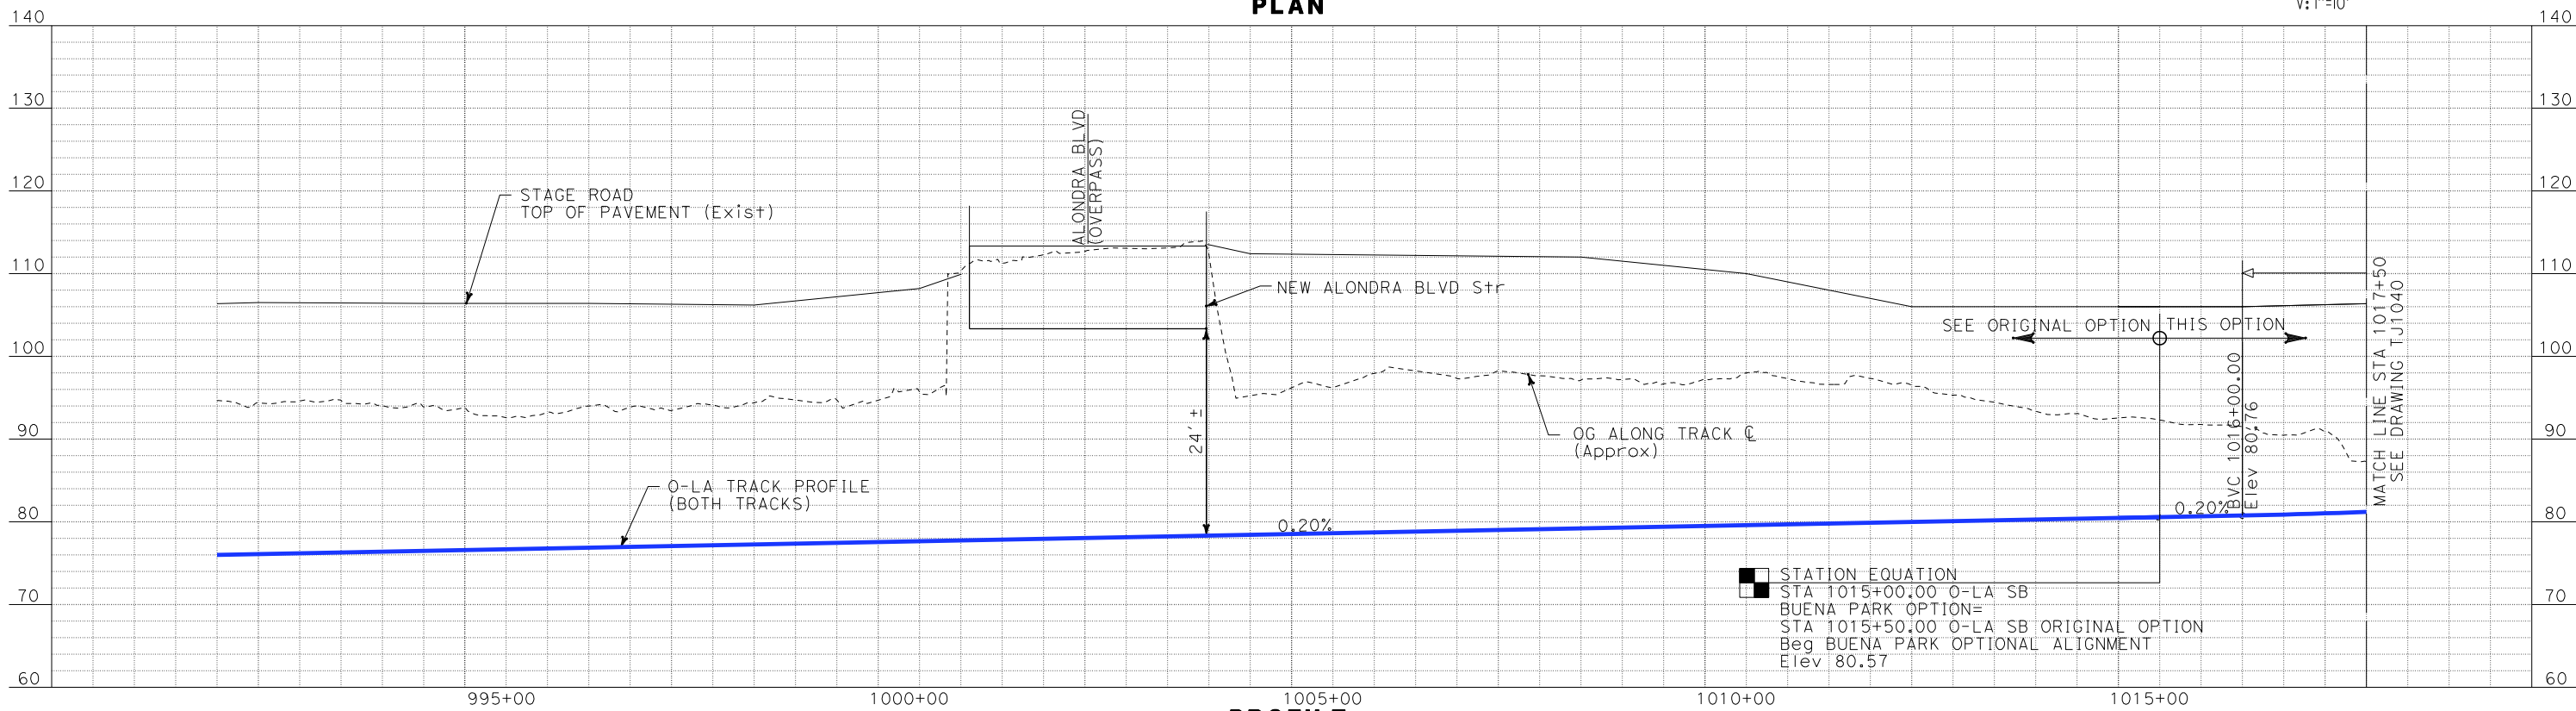 PLAN
V:1"=10'
140
140
130
130
120
120
110
110
100
100
90
90
80
80
70
70
60
60
STAGE ROAD
TOP OF PAVEMENT (Exist)
ALONDRA BLVD
(OVERPASS)
NEW ALONDRA BLVD Str
24' ±
O-LA TRACK PROFILE
(BOTH TRACKS)
0.20%
OG ALONG TRACK ℄
(Approx)
SEE ORIGINAL OPTION
THIS OPTION
BVC 1016+00.00
Elev 80.76
0.20%
MATCH LINE STA 1017+50
SEE DRAWING TJ1040
STATION EQUATION
STA 1015+00.00 O-LA SB
BUENA PARK OPTION=
STA 1015+50.00 O-LA SB ORIGINAL OPTION
Beg BUENA PARK OPTIONAL ALIGNMENT
Elev 80.57
995+00
1000+00
1005+00
1010+00
1015+00
PROFILE